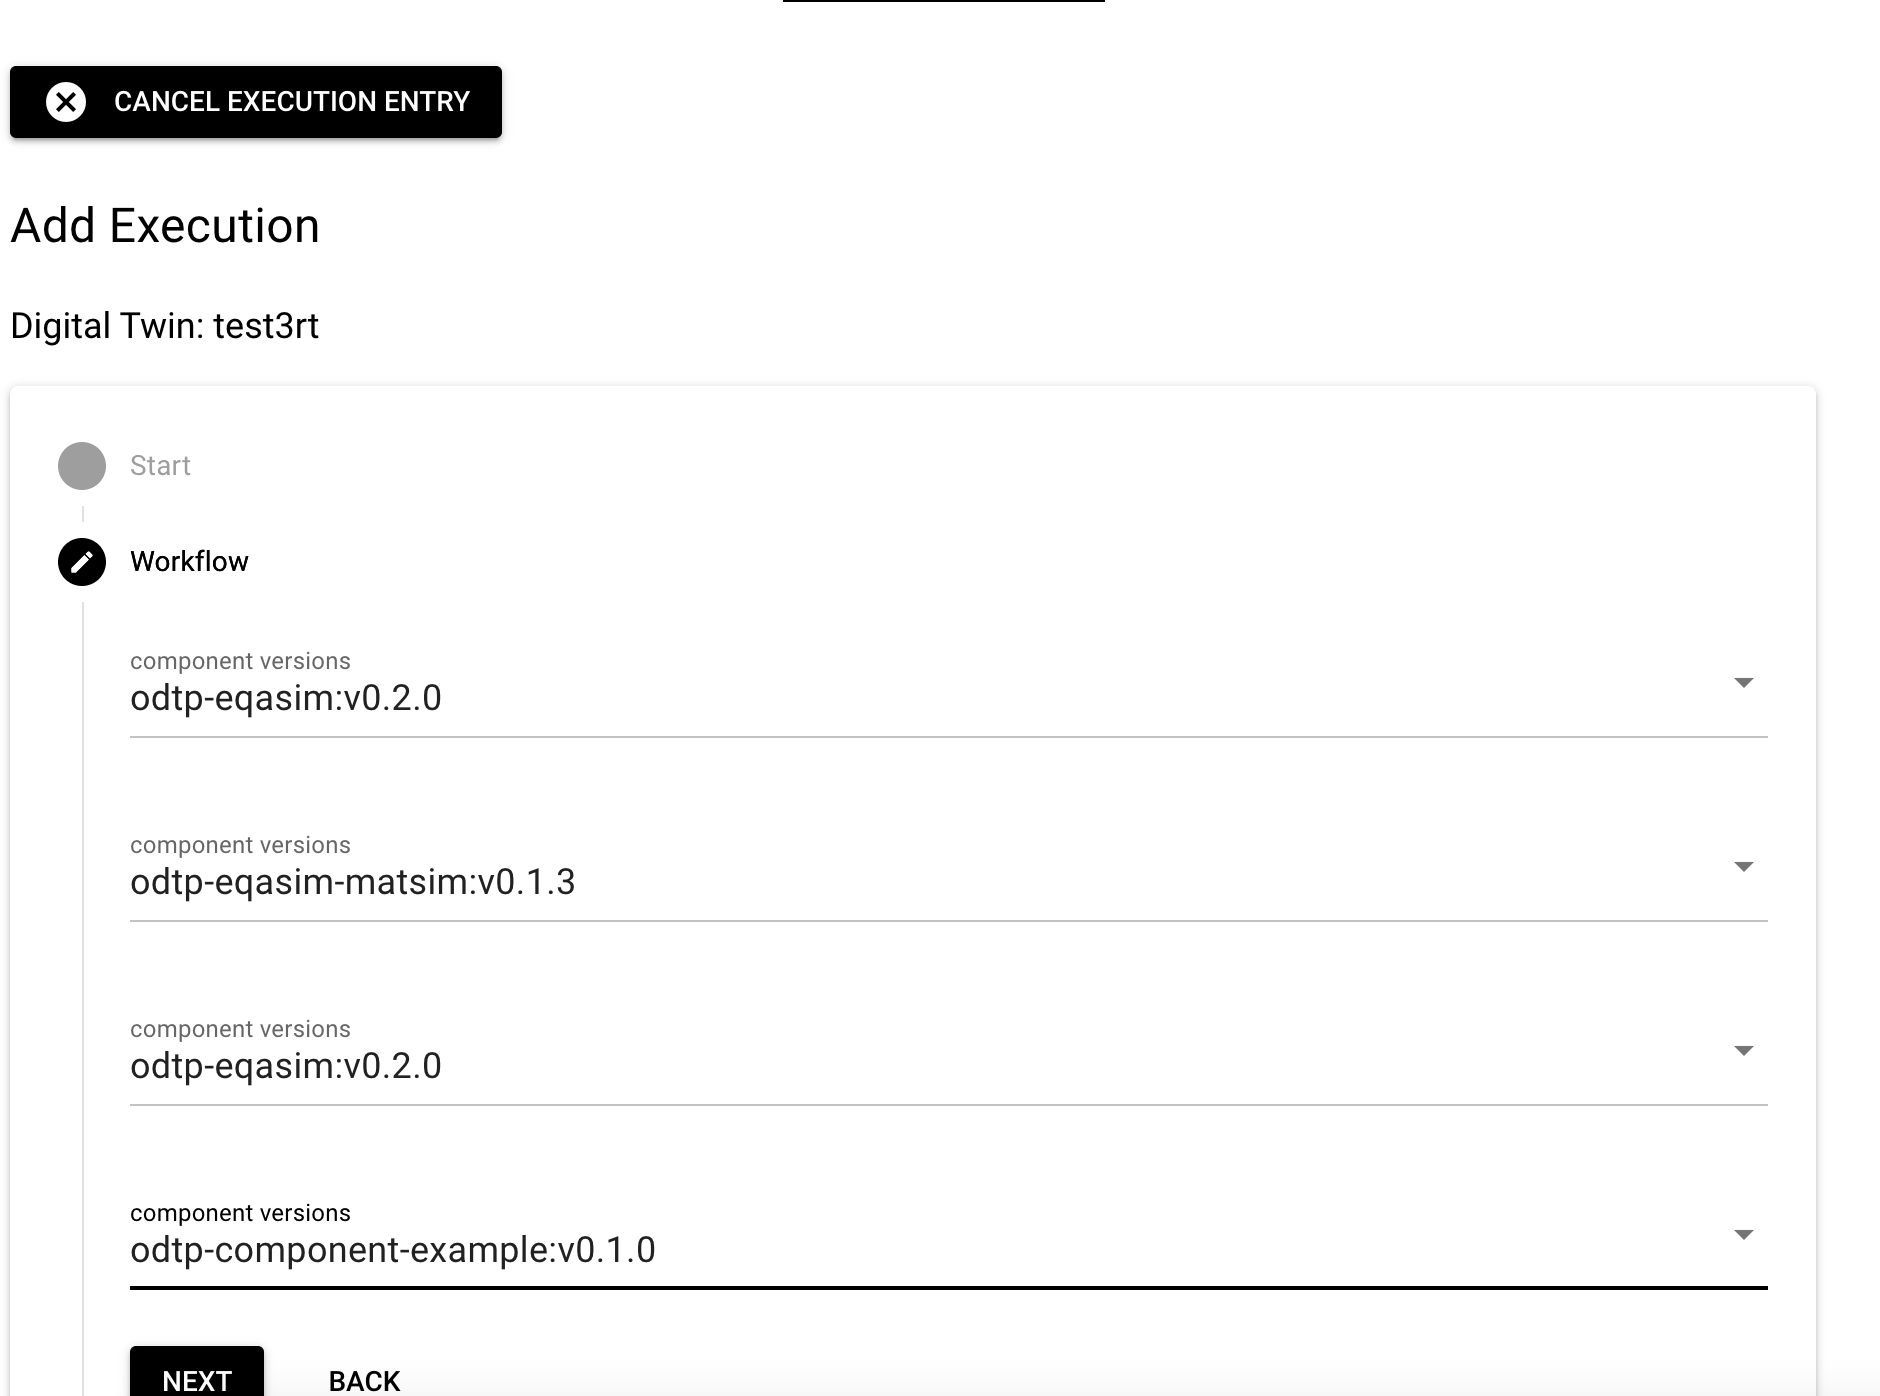 CANCEL EXECUTION ENTRY
Add Execution
Digital Twin: test3rt
Start
Workflow
component versions
odtp-eqasim:v0.2.0
component versions
odtp-eqasim-matsim:v0.1.3
component versions
odtp-eqasim:v0.2.0
component versions
odtp-component-example:v0.1.0
NEXT BACK